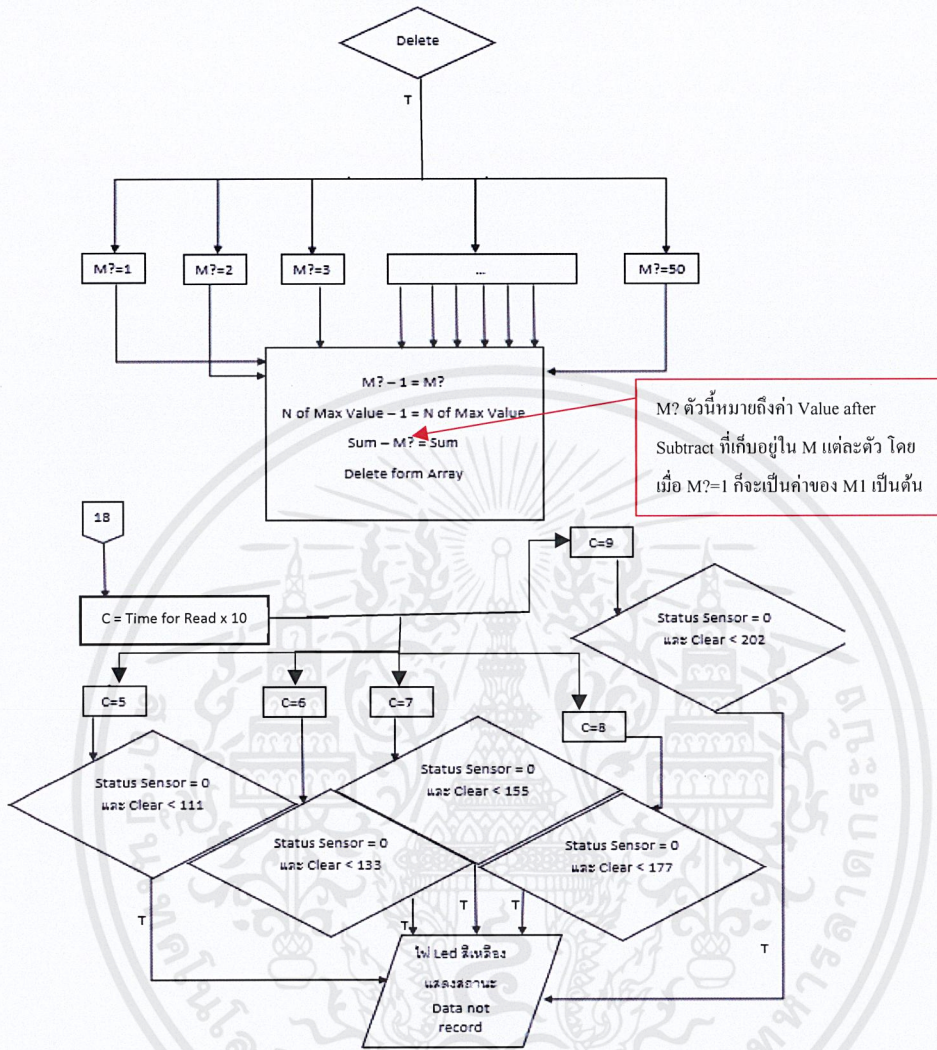 Delete
T
M?=1
M?=2
M?=3
...
M?=50
M? – 1 = M?
N of Max Value – 1 = N of Max Value
Sum – M? = Sum
Delete form Array
M? ตัวนี้หมายถึงค่า Value after
Subtract ที่เก็บอยู่ใน M แต่ละตัว โดย
เมื่อ M?=1 ก็จะเป็นค่าของ M1 เป็นต้น
18
C = Time for Read x 10
C=9
Status Sensor = 0
และ Clear < 202
C=5
C=6
C=7
C=8
Status Sensor = 0
และ Clear < 111
Status Sensor = 0
และ Clear < 155
Status Sensor = 0
และ Clear < 133
Status Sensor = 0
และ Clear < 177
T
T
T
T
T
ไฟ Led สีเหลือง
แสดงสถานะ
Data not
record